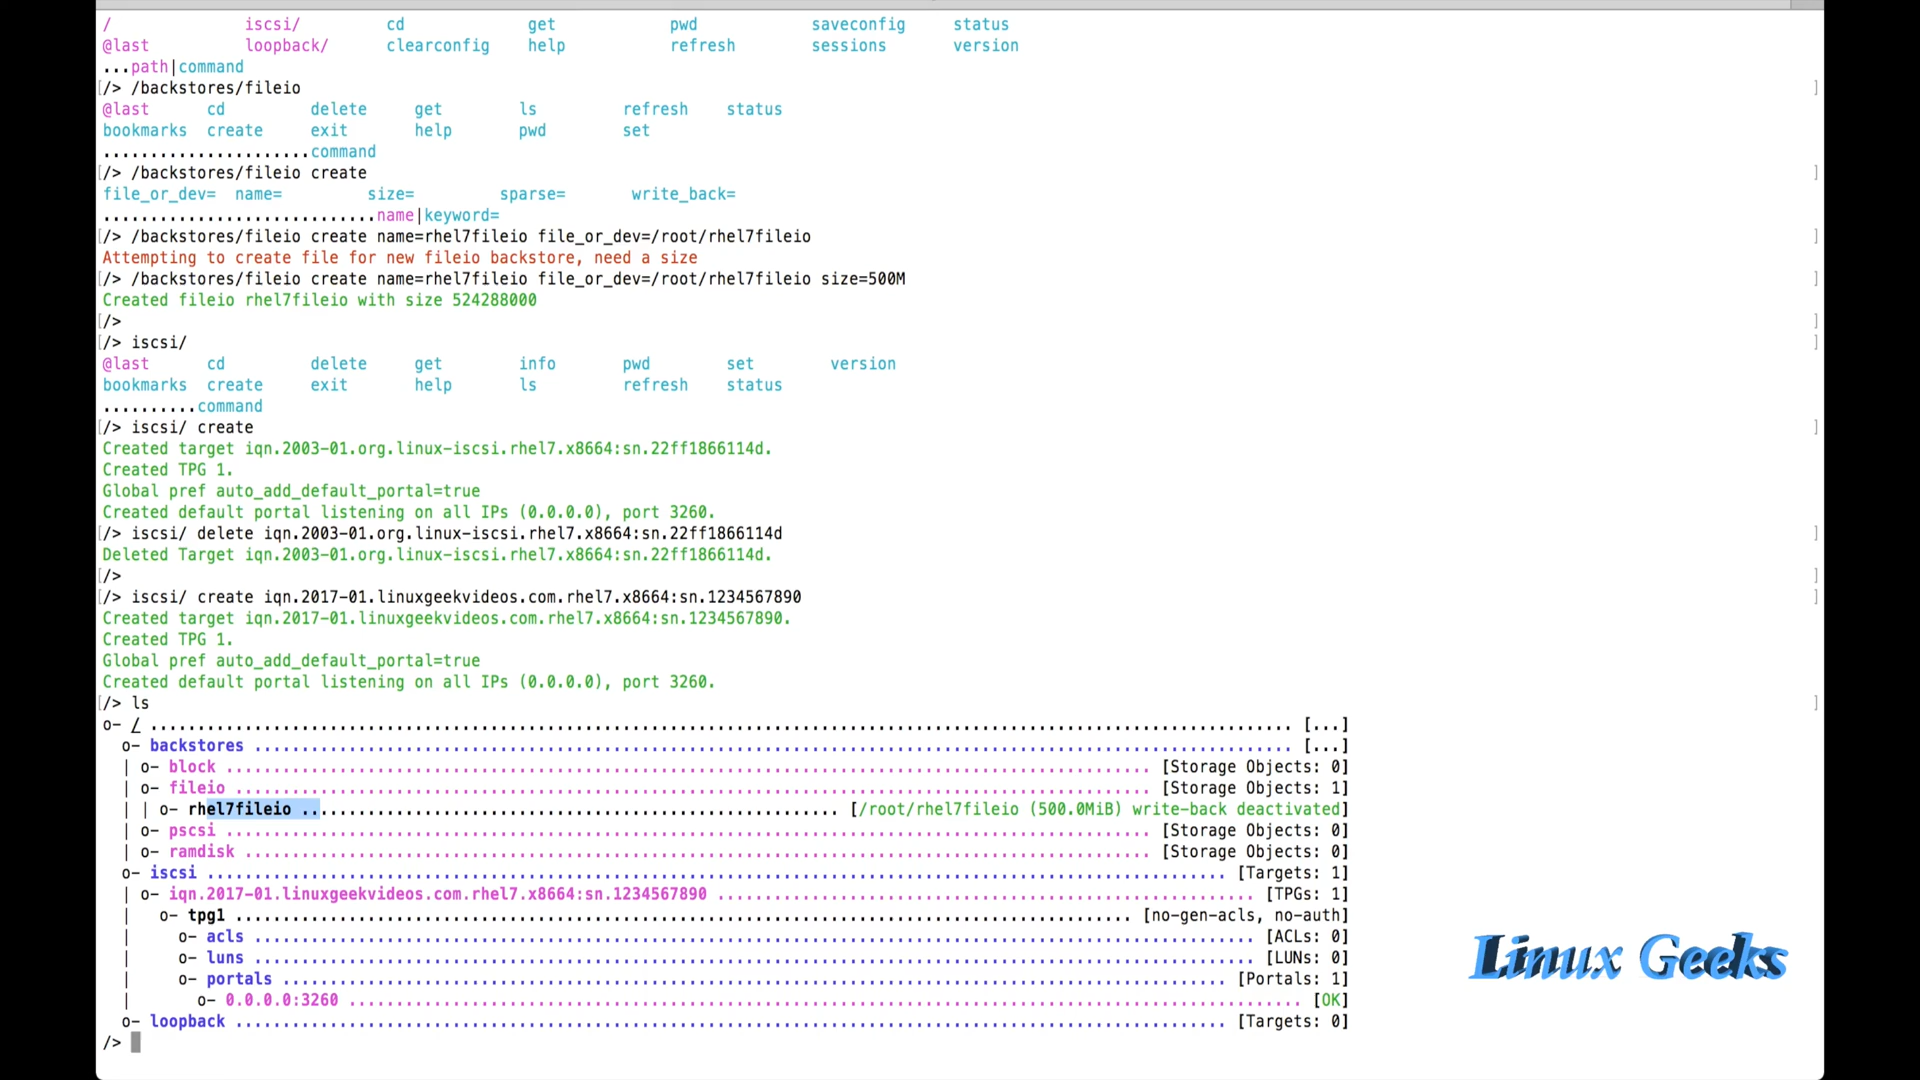 / iscsi/ cd get pwd saveconfig status
@last loopback/ clearconfig help refresh sessions version
...path|command
[/> /backstores/fileio ]
@last cd delete get ls refresh status
bookmarks create exit help pwd set
......................command
[/> /backstores/fileio create ]
file_or_dev= name= size= sparse= write_back=
.............................name|keyword=
[/> /backstores/fileio create name=rhel7fileio file_or_dev=/root/rhel7fileio ]
Attempting to create file for new fileio backstore, need a size
[/> /backstores/fileio create name=rhel7fileio file_or_dev=/root/rhel7fileio size=500M ]
Created fileio rhel7fileio with size 524288000
[/> ]
[/> iscsi/ ]
@last cd delete get info pwd set version
bookmarks create exit help ls refresh status
..........command
[/> iscsi/ create ]
Created target iqn.2003-01.org.linux-iscsi.rhel7.x8664:sn.22ff1866114d.
Created TPG 1.
Global pref auto_add_default_portal=true
Created default portal listening on all IPs (0.0.0.0), port 3260.
[/> iscsi/ delete iqn.2003-01.org.linux-iscsi.rhel7.x8664:sn.22ff1866114d ]
Deleted Target iqn.2003-01.org.linux-iscsi.rhel7.x8664:sn.22ff1866114d.
[/> ]
[/> iscsi/ create iqn.2017-01.linuxgeekvideos.com.rhel7.x8664:sn.1234567890 ]
Created target iqn.2017-01.linuxgeekvideos.com.rhel7.x8664:sn.1234567890.
Created TPG 1.
Global pref auto_add_default_portal=true
Created default portal listening on all IPs (0.0.0.0), port 3260.
[/> ls ]
o- / ......................................................................................................................... [...]
o- backstores .............................................................................................................. [...]
| o- block .................................................................................................. [Storage Objects: 0]
| o- fileio ................................................................................................. [Storage Objects: 1]
| | o- rhel7fileio .......................................................... [/root/rhel7fileio (500.0MiB) write-back deactivated]
| o- pscsi .................................................................................................. [Storage Objects: 0]
| o- ramdisk ................................................................................................ [Storage Objects: 0]
o- iscsi ............................................................................................................ [Targets: 1]
| o- iqn.2017-01.linuxgeekvideos.com.rhel7.x8664:sn.1234567890 ......................................................... [TPGs: 1]
| o- tpg1 ............................................................................................... [no-gen-acls, no-auth]
| o- acls .......................................................................................................... [ACLs: 0]
| o- luns .......................................................................................................... [LUNs: 0]
| o- portals .................................................................................................... [Portals: 1]
| o- 0.0.0.0:3260 ..................................................................................................... [OK]
o- loopback ......................................................................................................... [Targets: 0]
/>
Linux Geeks